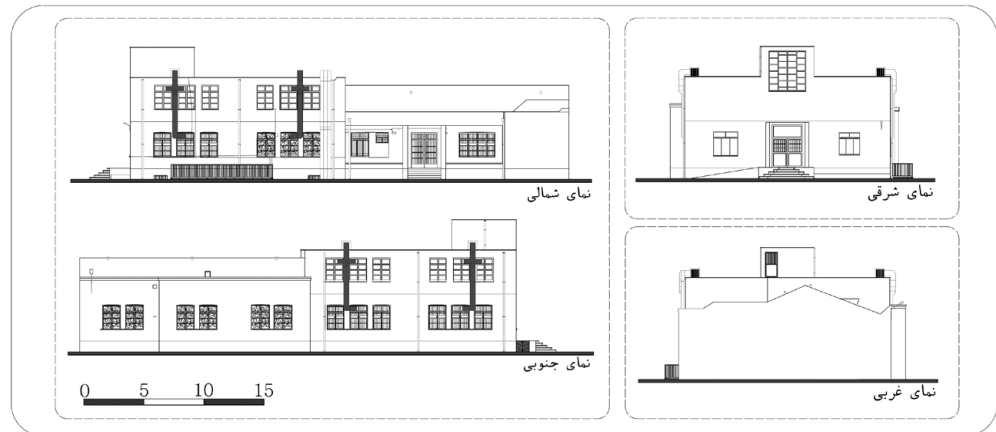 نمای شمالی
نمای شرقی
نمای جنوبی
نمای غربی
0 5 10 15